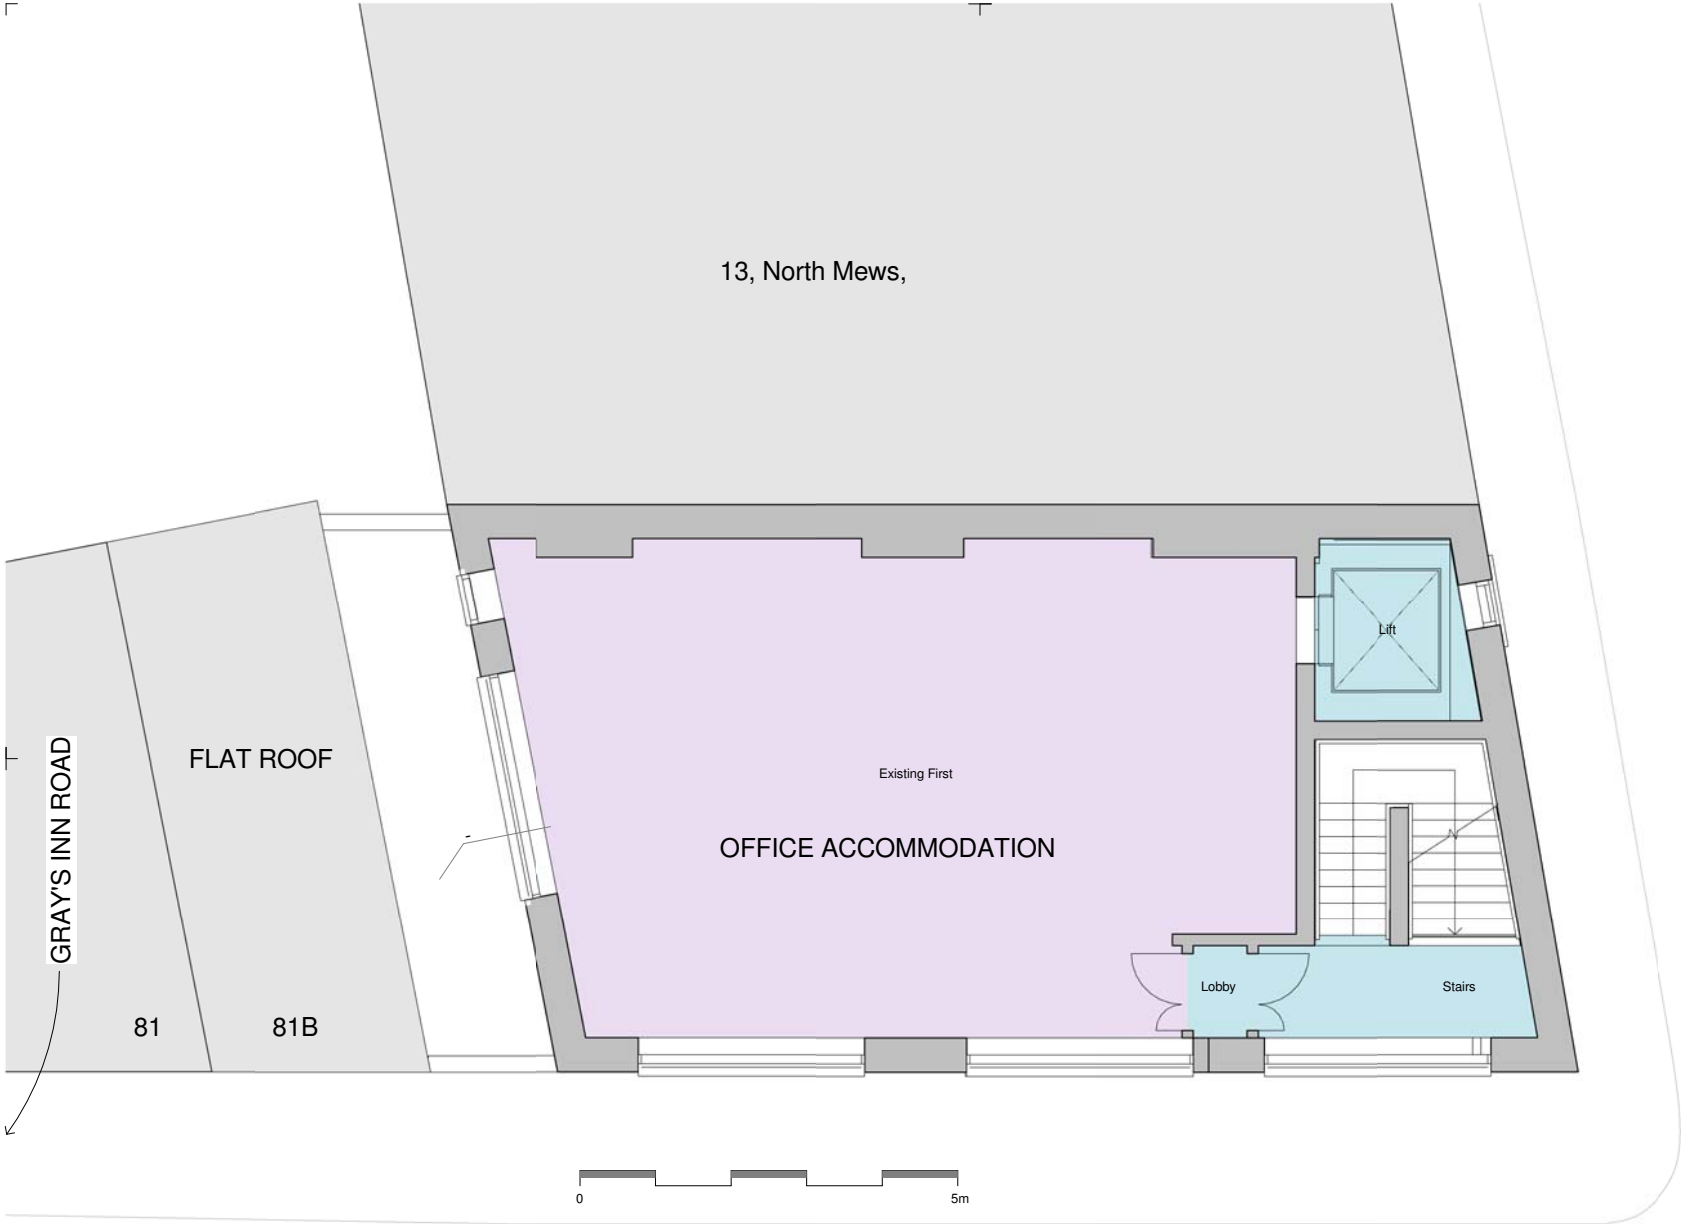 13, North Mews,
Lift
FLAT ROOF
GRAY'S INN ROAD
Existing First
OFFICE ACCOMMODATION
Lobby
Stairs
81
81B
0
5m